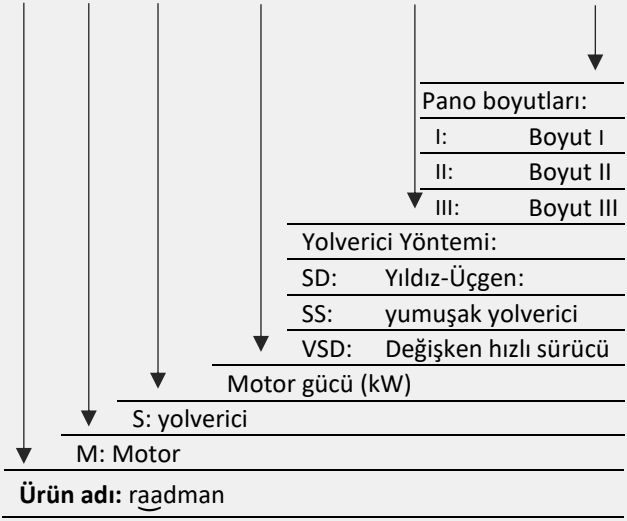 Pano boyutları:
I: Boyut I
II: Boyut II
III: Boyut III
Yolverici Yöntemi:
SD: Yıldız-Üçgen:
SS: yumuşak yolverici
VSD: Değişken hızlı sürücü
Motor gücü (kW)
S: yolverici
M: Motor
Ürün adı: raadman